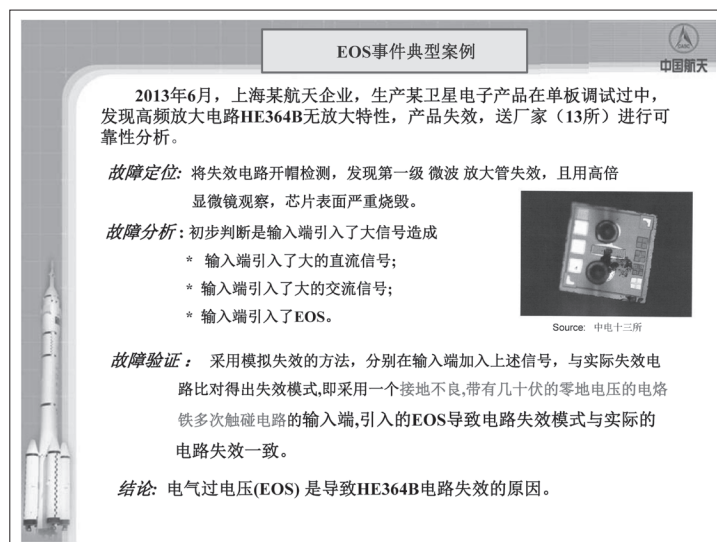 EOS事件典型案例
中国航天
2013年6月，上海某航天企业，生产某卫星电子产品在单板调试过中，
发现高频放大电路HE364B无放大特性，产品失效，送厂家（13所）进行可
靠性分析。
故障定位: 将失效电路开帽检测，发现第一级 微波 放大管失效，且用高倍
显微镜观察，芯片表面严重烧毁。
故障分析：初步判断是输入端引入了大信号造成
* 输入端引入了大的直流信号;
* 输入端引入了大的交流信号;
* 输入端引入了EOS。
Source: 中电十三所
故障验证： 采用模拟失效的方法，分别在输入端加入上述信号，与实际失效电
路比对得出失效模式,即采用一个接地不良,带有几十伏的零地电压的电烙
铁多次触碰电路的输入端,引入的EOS导致电路失效模式与实际的
电路失效一致。
结论: 电气过电压(EOS) 是导致HE364B电路失效的原因。